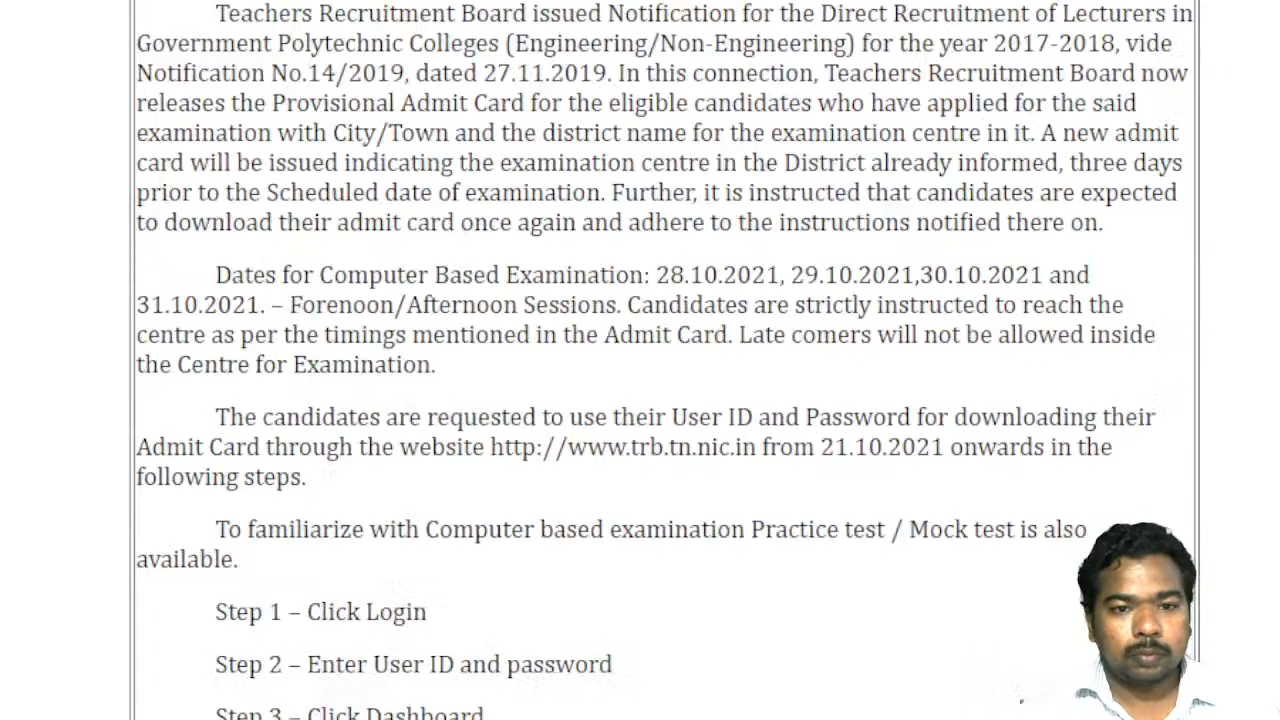 Teachers Recruitment Board issued Notification for the Direct Recruitment of Lecturers in
Government Polytechnic Colleges (Engineering/Non-Engineering) for the year 2017-2018, vide
Notification No.14/2019, dated 27.11.2019. In this connection, Teachers Recruitment Board now
releases the Provisional Admit Card for the eligible candidates who have applied for the said
examination with City/Town and the district name for the examination centre in it. A new admit
card will be issued indicating the examination centre in the District already informed, three days
prior to the Scheduled date of examination. Further, it is instructed that candidates are expected
to download their admit card once again and adhere to the instructions notified there on.
Dates for Computer Based Examination: 28.10.2021, 29.10.2021,30.10.2021 and
31.10.2021. – Forenoon/Afternoon Sessions. Candidates are strictly instructed to reach the
centre as per the timings mentioned in the Admit Card. Late comers will not be allowed inside
the Centre for Examination.
The candidates are requested to use their User ID and Password for downloading their
Admit Card through the website http://www.trb.tn.nic.in from 21.10.2021 onwards in the
following steps.
To familiarize with Computer based examination Practice test / Mock test is also
available.
Step 1 – Click Login
Step 2 – Enter User ID and password
Step 3 – Click Dashboard